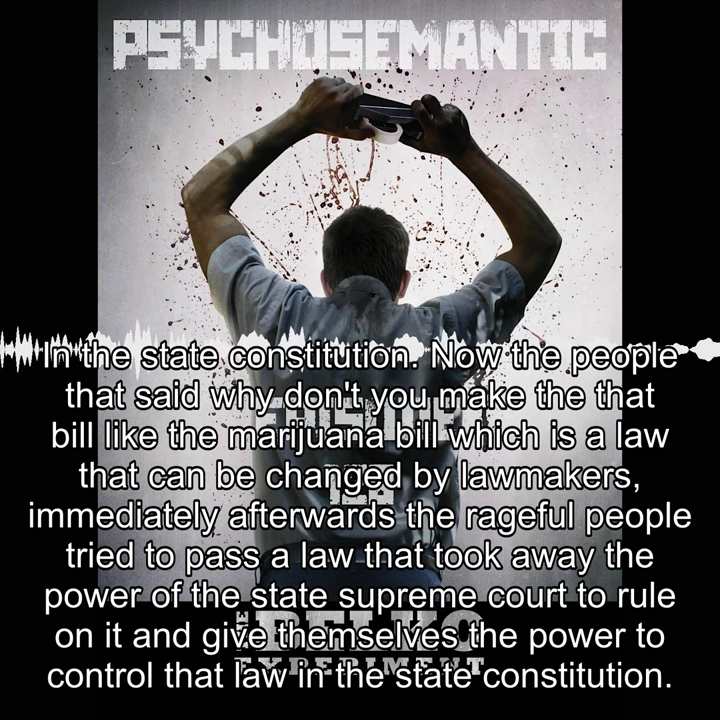 PSYCHOSEMANTIC
In the state constitution. Now the people
that said why don't you make the that
bill like the marijuana bill which is a law
that can be changed by lawmakers,
immediately afterwards the rageful people
tried to pass a law that took away the
power of the state supreme court to rule
on it and give themselves the power to
control that law in the state constitution.
THE
BELKO
EXPERIMENT